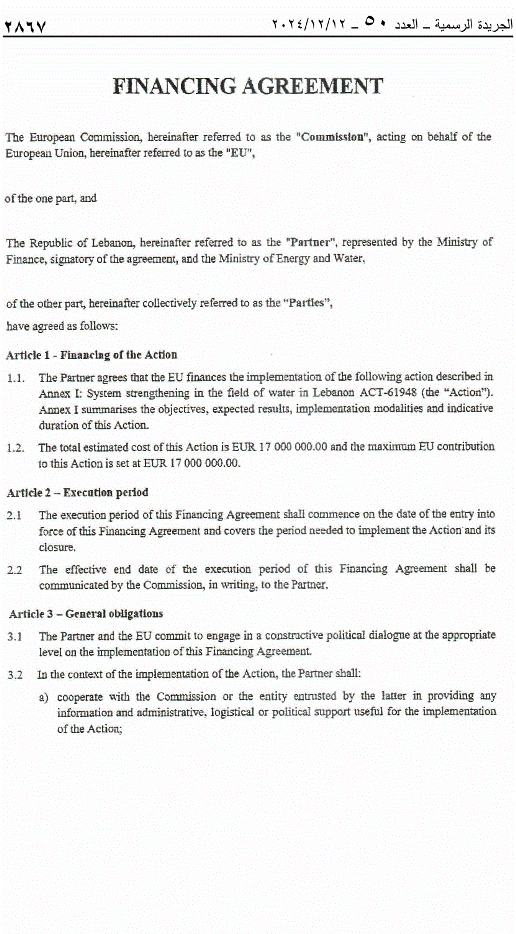 ٢٨٦٧
الجريدة الرسمية ــ العدد ٥٠ ــ ٢٠٢٤/١٢/١٢
FINANCING AGREEMENT
The European Commission, hereinafter referred to as the "Commission", acting on behalf of the
European Union, hereinafter referred to as the "EU",
of the one part, and
The Republic of Lebanon, hereinafter referred to as the "Partner", represented by the Ministry of
Finance, signatory of the agreement, and the Ministry of Energy and Water,
of the other part, hereinafter collectively referred to as the “Parties”,
have agreed as follows:
Article 1 - Financing of the Action
1.1. The Partner agrees that the EU finances the implementation of the following action described in
Annex I: System strengthening in the field of water in Lebanon ACT-61948 (the “Action”).
Annex I summarises the objectives, expected results, implementation modalities and indicative
duration of this Action.
1.2. The total estimated cost of this Action is EUR 17 000 000.00 and the maximum EU contribution
to this Action is set at EUR 17 000 000.00.
Article 2 – Execution period
2.1 The execution period of this Financing Agreement shall commence on the date of the entry into
force of this Financing Agreement and covers the period needed to implement the Action and its
closure.
2.2 The effective end date of the execution period of this Financing Agreement shall be
communicated by the Commission, in writing, to the Partner.
Article 3 – General obligations
3.1 The Partner and the EU commit to engage in a constructive political dialogue at the appropriate
level on the implementation of this Financing Agreement.
3.2 In the context of the implementation of the Action, the Partner shall:
a) cooperate with the Commission or the entity entrusted by the latter in providing any
information and administrative, logistical or political support useful for the implementation
of the Action;